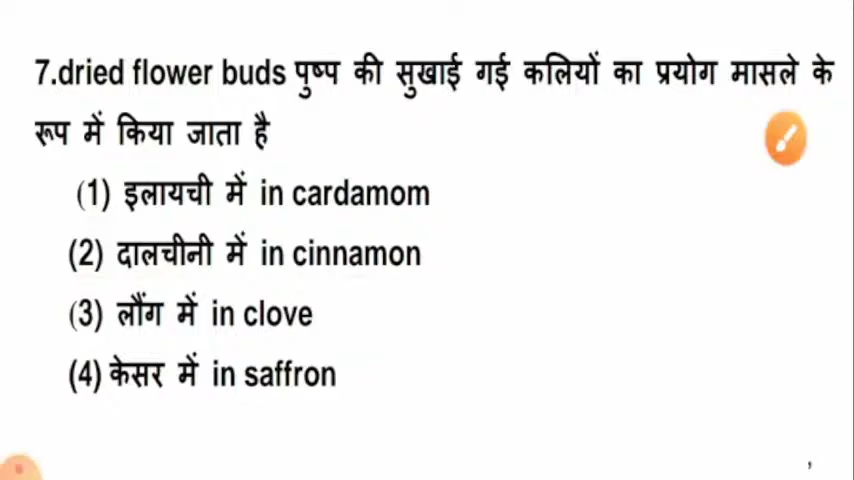 7.dried flower buds पुष्प की सुखाई गई कलियों का प्रयोग मासले के
रूप में किया जाता है
(1) इलायची में in cardamom
(2) दालचीनी में in cinnamon
(3) लौंग में in clove
(4) केसर में in saffron
,